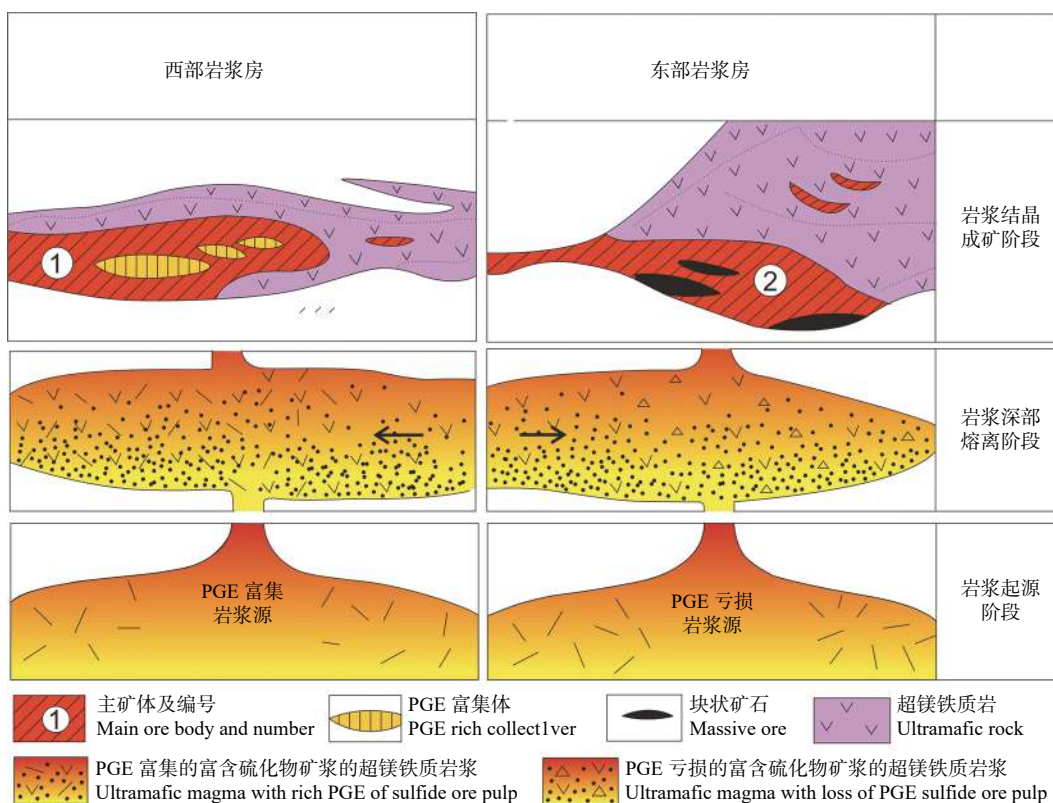 西部岩浆房
东部岩浆房
①
②
岩浆结晶
成矿阶段
岩浆深部
熔离阶段
PGE 富集
岩浆源
PGE 亏损
岩浆源
岩浆起源
阶段
①
主矿体及编号
Main ore body and number
PGE 富集体
PGE rich collect1ver
块状矿石
Massive ore
超镁铁质岩
Ultramafic rock
PGE 富集的富含硫化物矿浆的超镁铁质岩浆
Ultramafic magma with rich PGE of sulfide ore pulp
PGE 亏损的富含硫化物矿浆的超镁铁质岩浆
Ultramafic magma with loss of PGE sulfide ore pulp